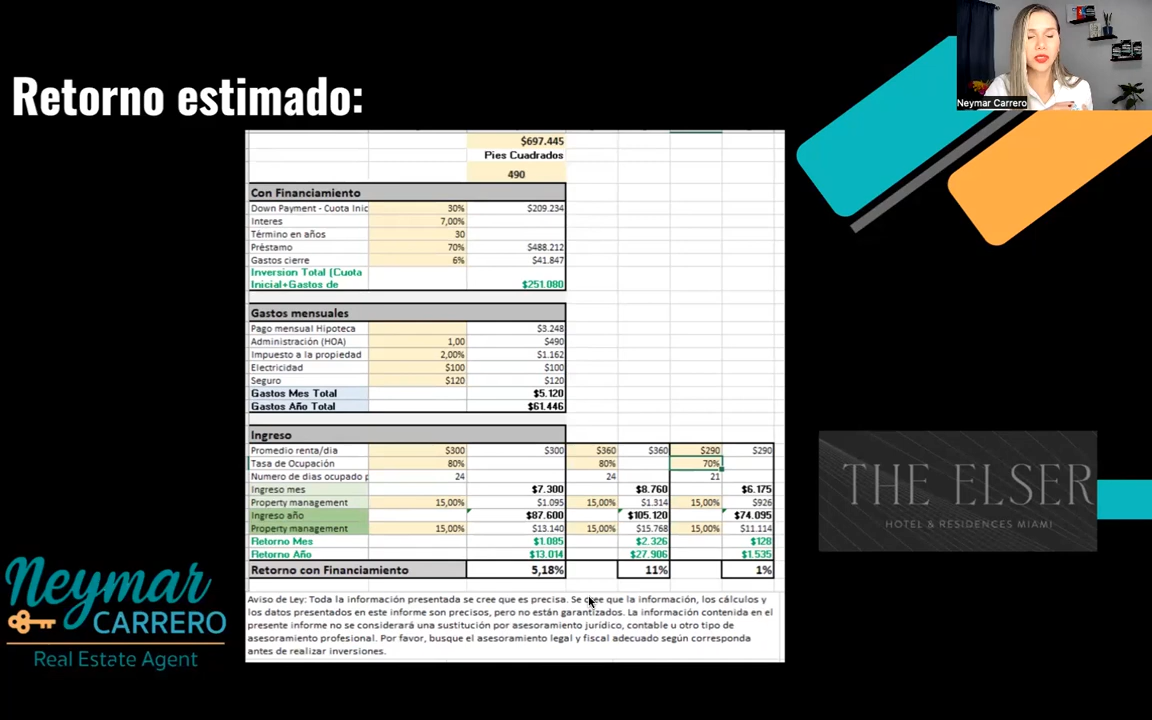 Neymar Carrero
Retorno estimado:
$697.445
Pies Cuadrados
490
Con Financiamiento
Down Payment - Cuota Inic 30% $209.234
Interes 7,00%
Término en años 30
Prèstamo 70% $488.212
Gastos cierre 6% $41.847
Inversion Total (Cuota
Inicial+Gastos de $251.080
Gastos mensuales
Pago mensual Hipoteca $3.248
Administración (HOA) 1,00 $490
Impuesto a la propiedad 2,00% $1.162
Electricidad $100 $100
Seguro $120 $120
Gastos Mes Total $5.120
Gastos Año Total $61.446
Ingreso
Promedio renta/dia $300 $300 $360 $360 $290 $290
Tasa de Ocupación 80% 80% 70%
Numero de dias ocupado p 24 24 21
Ingreso mes $7.300 $8.760 $6.175
Property management 15,00% $1.095 15,00% $1.314 15,00% $926
Ingreso año $87.600 $105.120 $74.095
Property management 15,00% $13.140 15,00% $15.768 15,00% $11.114
Retorno Mes $1.085 $2.326 $128
Retorno Año $13.014 $27.906 $1.535
Retorno con Financiamiento 5,18% 11% 1%
Aviso de Ley: Toda la información presentada se cree que es precisa. Se cree que la información, los cálculos y
los datos presentados en este informe son precisos, pero no están garantizados. La información contenida en el
presente informe no se considerará una sustitución por asesoramiento jurídico, contable u otro tipo de
asesoramiento profesional. Por favor, busque el asesoramiento legal y fiscal adecuado según corresponda
antes de realizar inversiones.
THE ELSER
HOTEL & RESIDENCES MIAMI
Neymar
CARRERO
Real Estate Agent